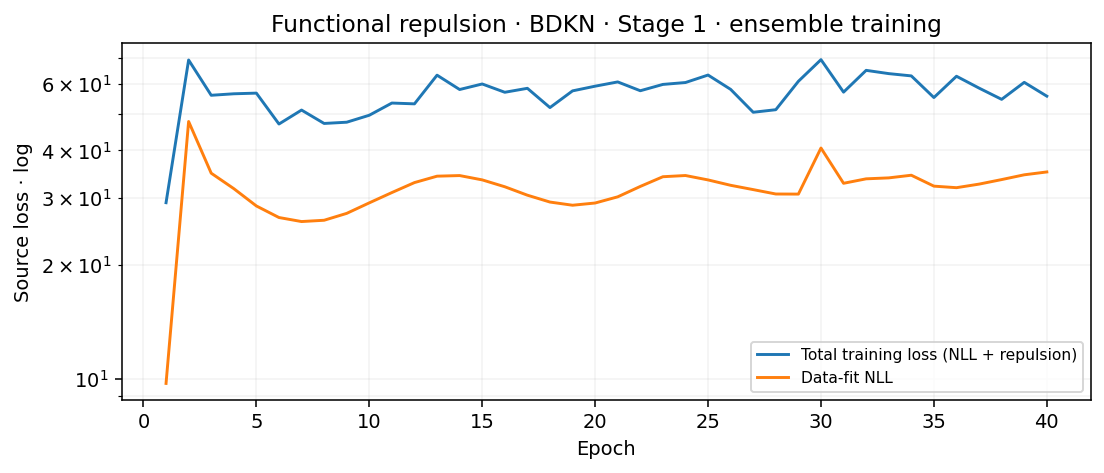 Functional repulsion · BDKN · Stage 1 · ensemble training
Source loss · log
6 × 10¹
4 × 10¹
3 × 10¹
2 × 10¹
10¹
Total training loss (NLL + repulsion)
Data-fit NLL
0 5 10 15 20 25 30 35 40
Epoch